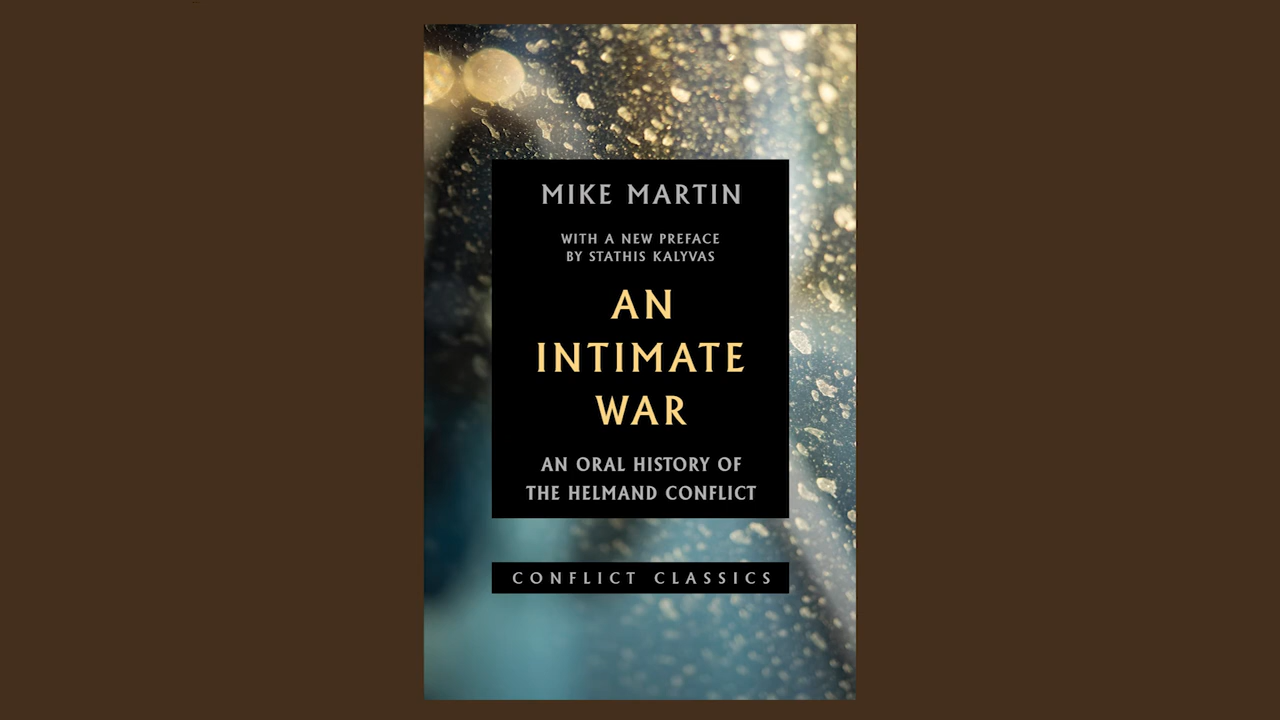 MIKE MARTIN
WITH A NEW PREFACE
BY STATHIS KALYVAS
AN
INTIMATE
WAR
AN ORAL HISTORY OF
THE HELMAND CONFLICT
CONFLICT CLASSICS